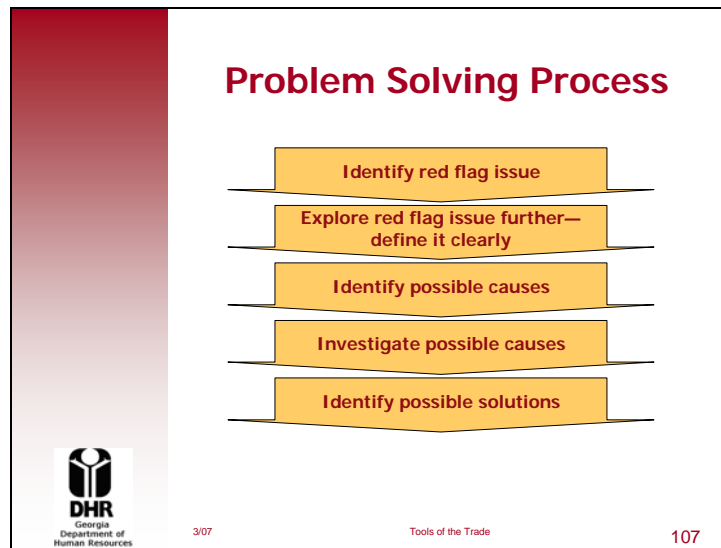 Problem Solving Process
Identify red flag issue
Explore red flag issue further—
define it clearly
Identify possible causes
Investigate possible causes
Identify possible solutions
DHR
Georgia
Department of
Human Resources
3/07
Tools of the Trade
107